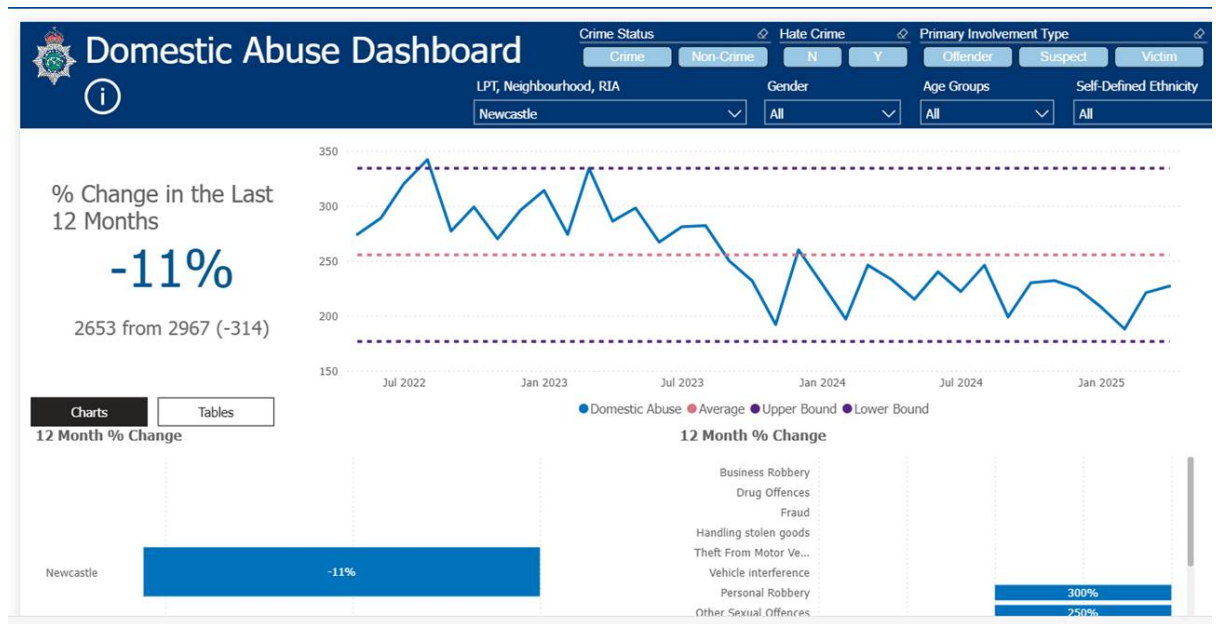 Domestic Abuse Dashboard
i
Crime Status
Crime Non-Crime
Hate Crime
N Y
Primary Involvement Type
Offender Suspect Victim
LPT, Neighbourhood, RIA
Newcastle
Gender
All
Age Groups
All
Self-Defined Ethnicity
All
% Change in the Last
12 Months
-11%
2653 from 2967 (-314)
350
300
250
200
150
Jul 2022 Jan 2023 Jul 2023 Jan 2024 Jul 2024 Jan 2025
Domestic Abuse Average Upper Bound Lower Bound
Charts Tables
12 Month % Change
Newcastle -11%
12 Month % Change
Business Robbery
Drug Offences
Fraud
Handling stolen goods
Theft From Motor Ve...
Vehicle interference
Personal Robbery 300%
Other Sexual Offences 250%